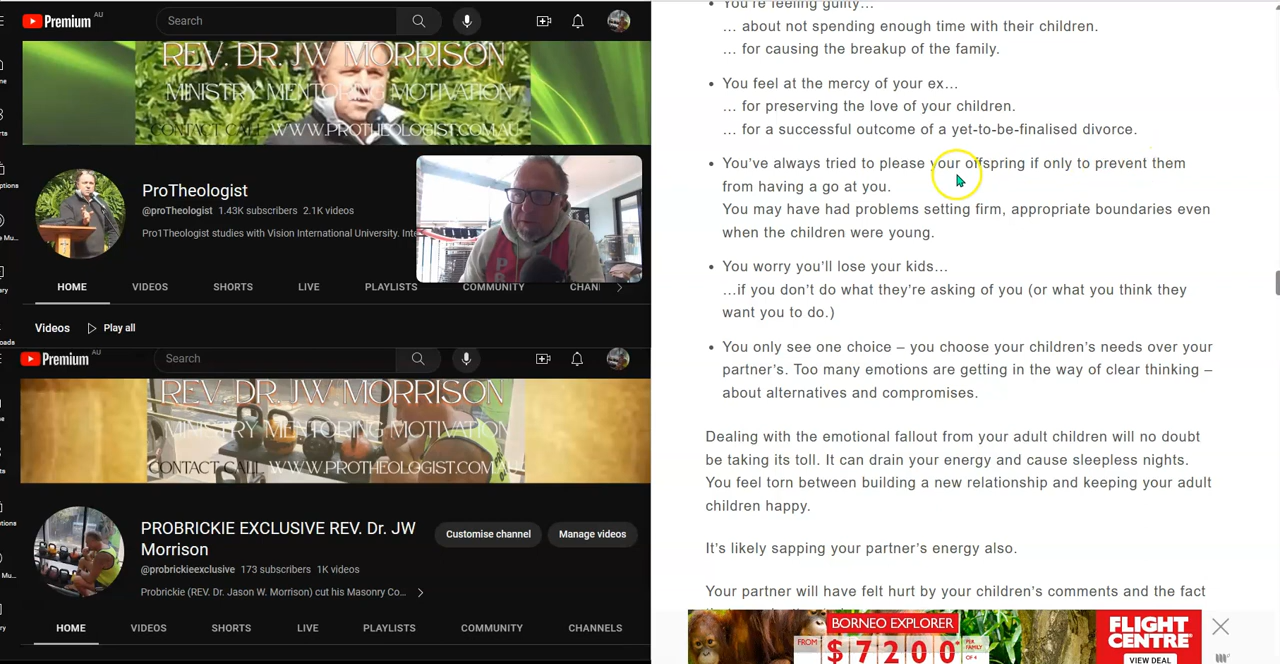 Premium AU
Search
REV. DR. JW MORRISON
MINISTRY MENTORING MOTIVATION
CONTACT CALL WWW.PROTHEOLOGIST.COM.AU
ProTheologist
@proTheologist 1.43K subscribers 2.1K videos
Pro1Theologist studies with Vision International University. Inte
HOME VIDEOS SHORTS LIVE PLAYLISTS COMMUNITY CHANI
Videos Play all
Premium AU
Search
REV. DR. JW MORRISON
MINISTRY MENTORING MOTIVATION
CONTACT CALL WWW.PROTHEOLOGIST.COM.AU
PROBRICKIE EXCLUSIVE REV. Dr. JW
Morrison
Customise channel
Manage videos
@probrickieexclusive 173 subscribers 1K videos
Probrickie (REV. Dr. Jason W. Morrison) cut his Masonry Co...
HOME VIDEOS SHORTS LIVE PLAYLISTS COMMUNITY CHANNELS
You're feeling guilty...
... about not spending enough time with their children.
... for causing the breakup of the family.
• You feel at the mercy of your ex...
... for preserving the love of your children.
... for a successful outcome of a yet-to-be-finalised divorce.
• You've always tried to please your offspring if only to prevent them
from having a go at you.
You may have had problems setting firm, appropriate boundaries even
when the children were young.
• You worry you'll lose your kids...
...if you don't do what they're asking of you (or what you think they
want you to do.)
• You only see one choice – you choose your children's needs over your
partner's. Too many emotions are getting in the way of clear thinking –
about alternatives and compromises.
Dealing with the emotional fallout from your adult children will no doubt
be taking its toll. It can drain your energy and cause sleepless nights.
You feel torn between building a new relationship and keeping your adult
children happy.
It's likely sapping your partner's energy also.
Your partner will have felt hurt by your children's comments and the fact
BORNEO EXPLORER
FROM $7200 PER FAMILY OF 4
FLIGHT
CENTRE
VIEW DEAL